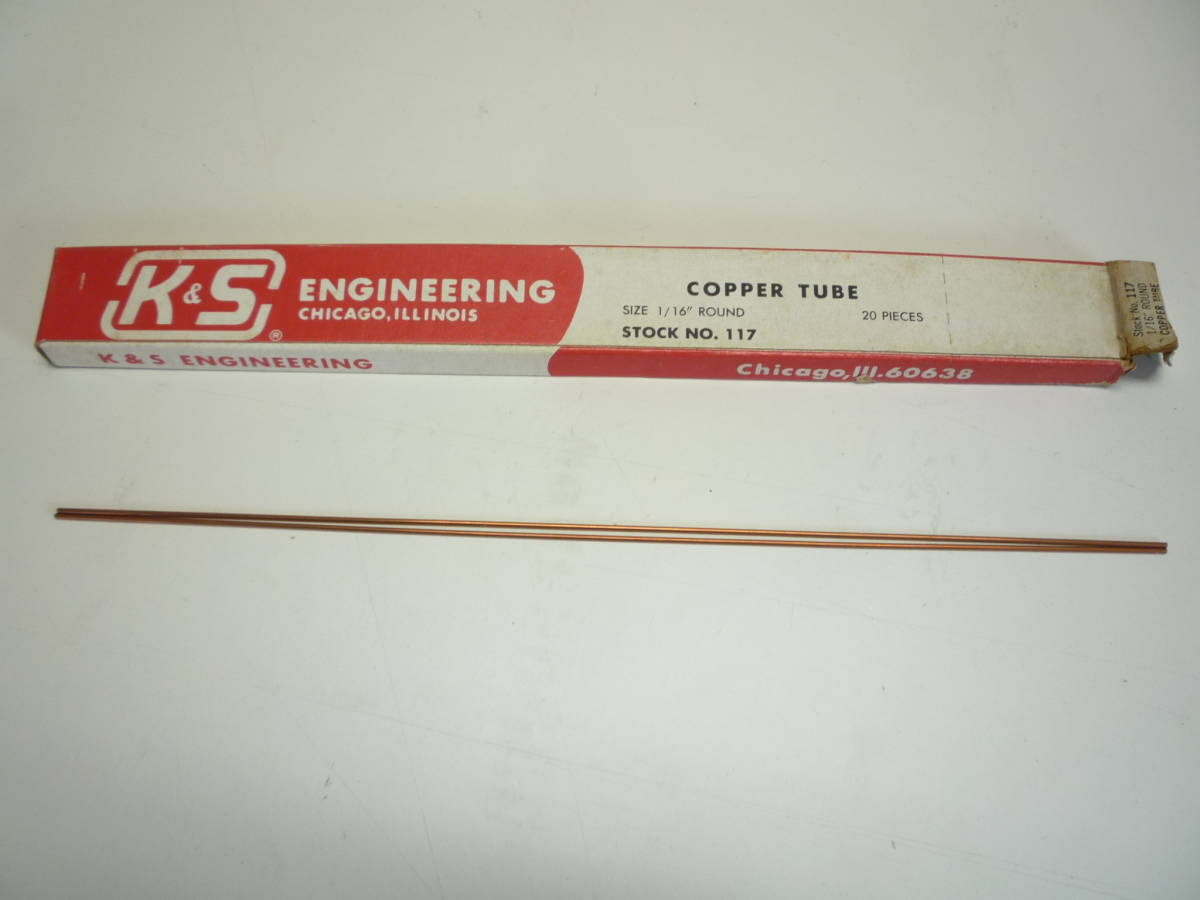 K&S ®
ENGINEERING
CHICAGO, ILLINOIS
COPPER TUBE
SIZE 1/16" ROUND 20 PIECES
STOCK NO. 117
Stock No. 117
1/16" ROUND
COPPER TUBE
K & S ENGINEERING
Chicago, Ill. 60638